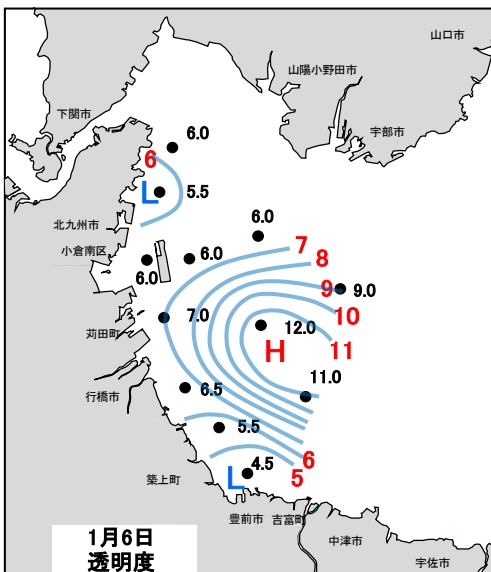 山口市
山陽小野田市
下関市
宇部市
6.0
6
L
5.5
北九州市
小倉南区
6.0
7
8
6.0
6.0
9
9.0
10
7.0
12.0
苅田町
H
11
11.0
行橋市
6.5
5.5
6
4.5
5
築上町
L
豊前市
吉富町
中津市
宇佐市
1月6日
透明度